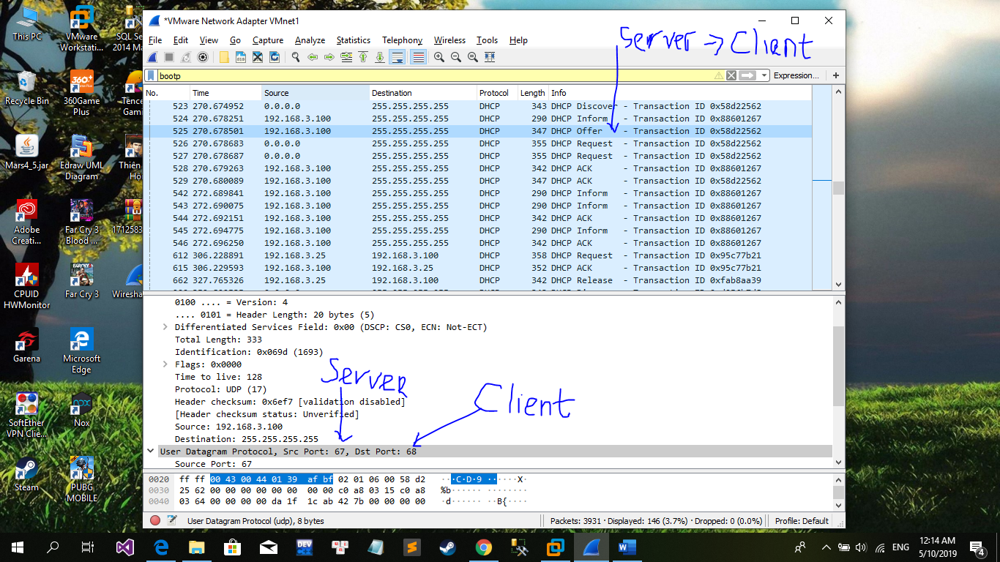 This PC
VMware Workstati...
SQL Se
2014 Ma
Recycle Bin
360Game Plus
Tence
Gami
Mars4_5.jar
Edraw UML Diagram
Thiên
Hộ
Adobe Creati...
Far Cry 3 Blood ...
1712583
CPUID HWMonitor
Far Cry 3
Wiresha
Garena
Microsoft Edge
SoftEther VPN Clie...
Nox
Steam
PUBG MOBILE
*VMware Network Adapter VMnet1
File Edit View Go Capture Analyze Statistics Telephony Wireless Tools Help
Server → Client
bootp Expression... +
No. Time Source Destination Protocol Length Info
523 270.674952 0.0.0.0 255.255.255.255 DHCP 343 DHCP Discover - Transaction ID 0x58d22562
524 270.678251 192.168.3.100 255.255.255.255 DHCP 290 DHCP Inform - Transaction ID 0x88601267
525 270.678501 192.168.3.100 255.255.255.255 DHCP 347 DHCP Offer - Transaction ID 0x58d22562
526 270.678683 0.0.0.0 255.255.255.255 DHCP 355 DHCP Request - Transaction ID 0x58d22562
527 270.678687 0.0.0.0 255.255.255.255 DHCP 355 DHCP Request - Transaction ID 0x58d22562
528 270.679263 192.168.3.100 255.255.255.255 DHCP 342 DHCP ACK - Transaction ID 0x88601267
529 270.680089 192.168.3.100 255.255.255.255 DHCP 347 DHCP ACK - Transaction ID 0x58d22562
542 272.689841 192.168.3.100 255.255.255.255 DHCP 290 DHCP Inform - Transaction ID 0x88601267
543 272.690075 192.168.3.100 255.255.255.255 DHCP 290 DHCP Inform - Transaction ID 0x88601267
544 272.692151 192.168.3.100 255.255.255.255 DHCP 342 DHCP ACK - Transaction ID 0x88601267
545 272.694775 192.168.3.100 255.255.255.255 DHCP 290 DHCP Inform - Transaction ID 0x88601267
546 272.696250 192.168.3.100 255.255.255.255 DHCP 342 DHCP ACK - Transaction ID 0x88601267
612 306.228891 192.168.3.25 192.168.3.100 DHCP 358 DHCP Request - Transaction ID 0x95c77b21
615 306.229593 192.168.3.100 192.168.3.25 DHCP 352 DHCP ACK - Transaction ID 0x95c77b21
662 327.765326 192.168.3.25 192.168.3.100 DHCP 342 DHCP Release - Transaction ID 0xfab8aa39
0100 .... = Version: 4
.... 0101 = Header Length: 20 bytes (5)
Differentiated Services Field: 0x00 (DSCP: CS0, ECN: Not-ECT)
Total Length: 333
Identification: 0x069d (1693)
Flags: 0x0000
Time to live: 128
Protocol: UDP (17)
Header checksum: 0x6ef7 [validation disabled]
[Header checksum status: Unverified]
Source: 192.168.3.100
Destination: 255.255.255.255
Server
Client
User Datagram Protocol, Src Port: 67, Dst Port: 68
Source Port: 67
0020 ff ff 00 43 00 44 01 39 af bf 02 01 06 00 58 d2 ···C·D·9 ······X·
0030 25 62 00 00 00 00 00 00 00 00 c0 a8 03 15 c0 a8 %b······ ········
0040 03 64 00 00 00 00 da 1f 1c ab 42 7b 00 00 00 00 ·d······ ··B{····
User Datagram Protocol (udp), 8 bytes
Packets: 3931 · Displayed: 146 (3.7%) · Dropped: 0 (0.0%)
Profile: Default
ENG
12:14 AM
5/10/2019
4